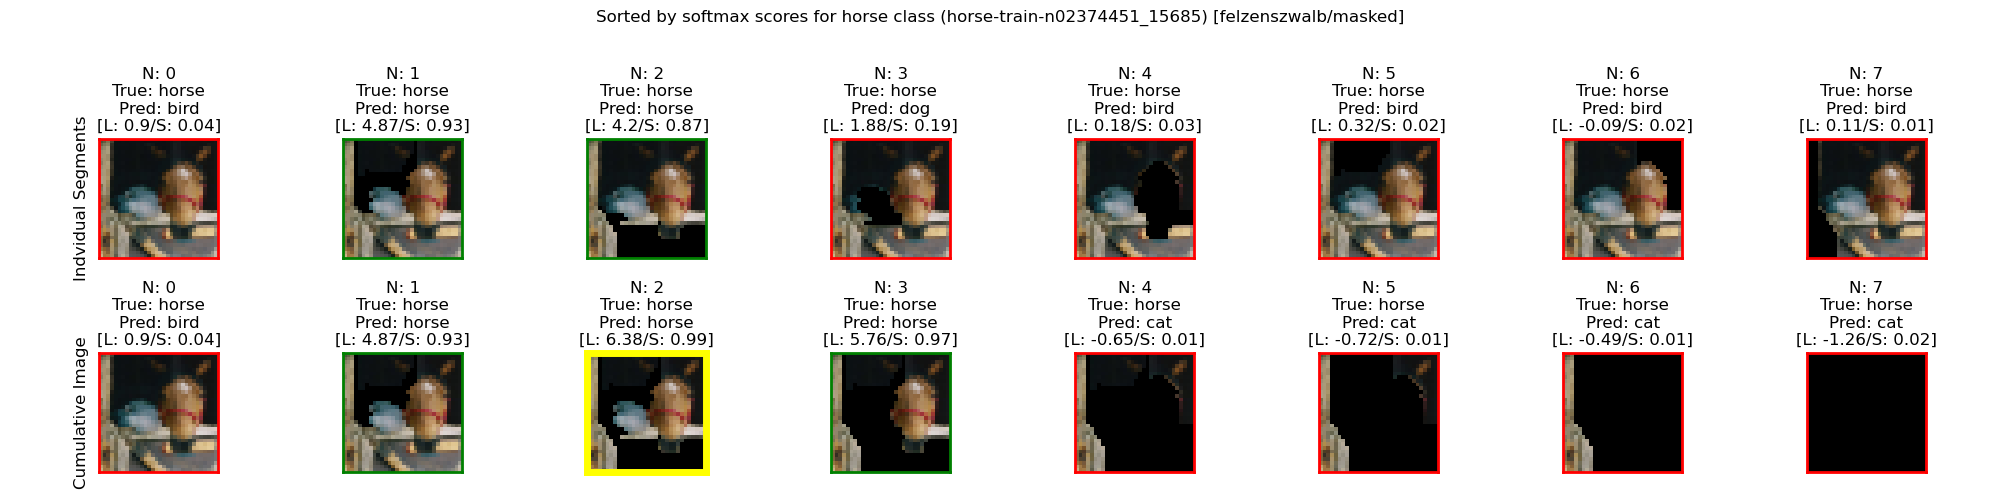 Sorted by softmax scores for horse class (horse-train-n02374451_15685) [felzenszwalb/masked]
Indvidual Segments
N: 0
True: horse
Pred: bird
[L: 0.9/S: 0.04]
N: 1
True: horse
Pred: horse
[L: 4.87/S: 0.93]
N: 2
True: horse
Pred: horse
[L: 4.2/S: 0.87]
N: 3
True: horse
Pred: dog
[L: 1.88/S: 0.19]
N: 4
True: horse
Pred: bird
[L: 0.18/S: 0.03]
N: 5
True: horse
Pred: bird
[L: 0.32/S: 0.02]
N: 6
True: horse
Pred: bird
[L: -0.09/S: 0.02]
N: 7
True: horse
Pred: bird
[L: 0.11/S: 0.01]
Cumulative Image
N: 0
True: horse
Pred: bird
[L: 0.9/S: 0.04]
N: 1
True: horse
Pred: horse
[L: 4.87/S: 0.93]
N: 2
True: horse
Pred: horse
[L: 6.38/S: 0.99]
N: 3
True: horse
Pred: horse
[L: 5.76/S: 0.97]
N: 4
True: horse
Pred: cat
[L: -0.65/S: 0.01]
N: 5
True: horse
Pred: cat
[L: -0.72/S: 0.01]
N: 6
True: horse
Pred: cat
[L: -0.49/S: 0.01]
N: 7
True: horse
Pred: cat
[L: -1.26/S: 0.02]